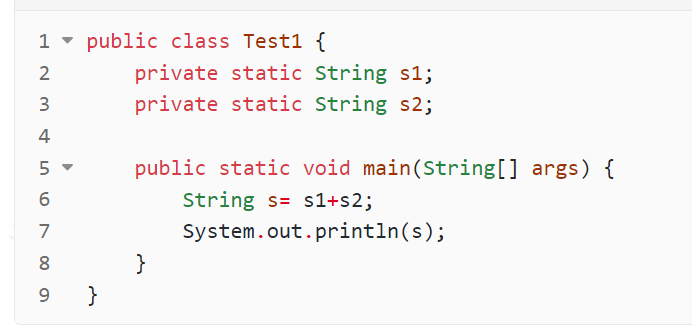 1 public class Test1 {
2 private static String s1;
3 private static String s2;
4
5 public static void main(String[] args) {
6 String s= s1+s2;
7 System.out.println(s);
8 }
9 }